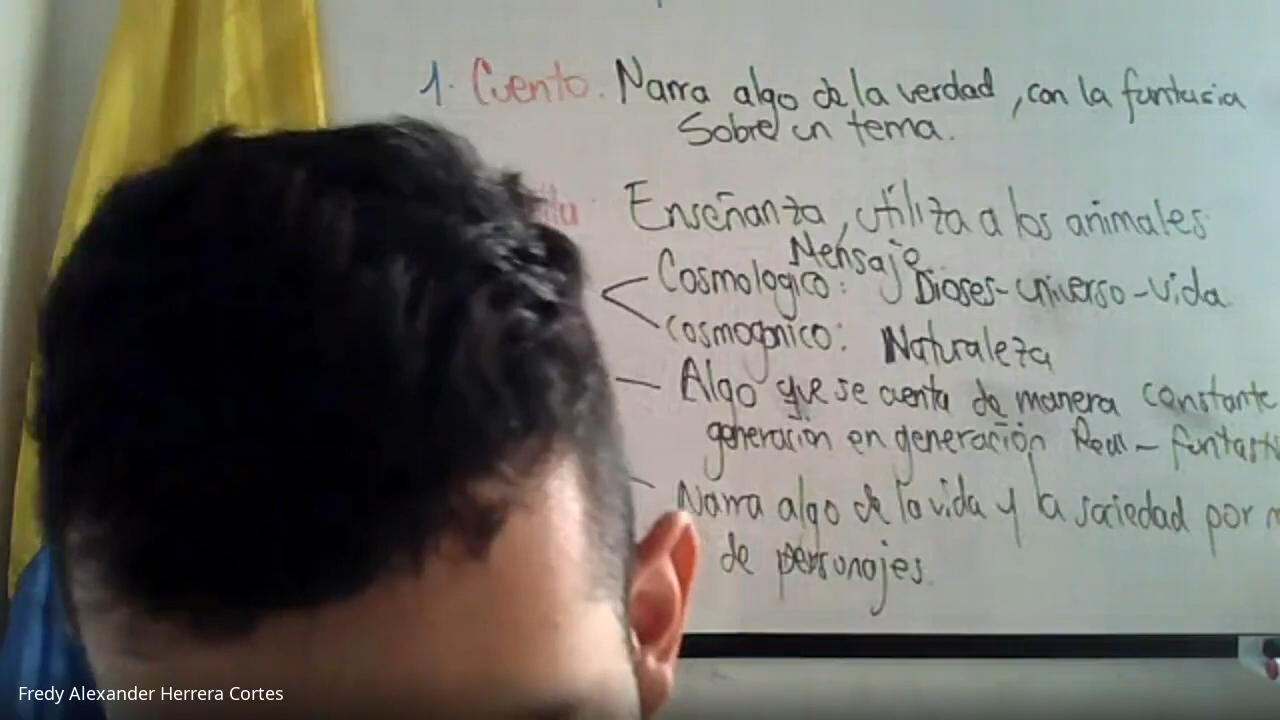 1. Cuento. Narra algo de la verdad, con la fantasia
Sobre un tema.
Enseñanza, utiliza a los animales
Mensaje
Cosmologico: Dioses-universo-vida
cosmogonico: Naturaleza
Algo que se cuenta de manera constante
generación en generación Real - fantasti
Narra algo de la vida y la sociedad por
de personajes.
Fredy Alexander Herrera Cortes